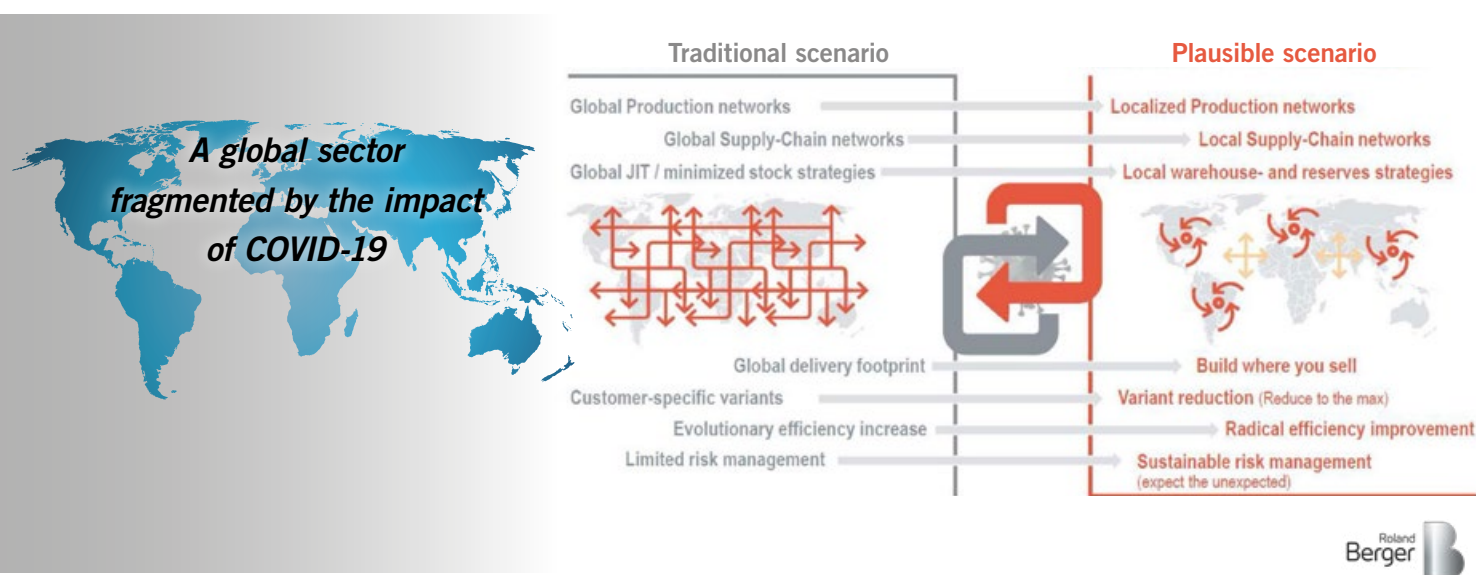 A global sector
fragmented by the impact
of COVID-19
Traditional scenario
Plausible scenario
Global Production networks
Localized Production networks
Global Supply-Chain networks
Local Supply-Chain networks
Global JIT / minimized stock strategies
Local warehouse- and reserves strategies
Global delivery footprint
Build where you sell
Customer-specific variants
Variant reduction (Reduce to the max)
Evolutionary efficiency increase
Radical efficiency improvement
Limited risk management
Sustainable risk management
(expect the unexpected)
Roland
Berger
B